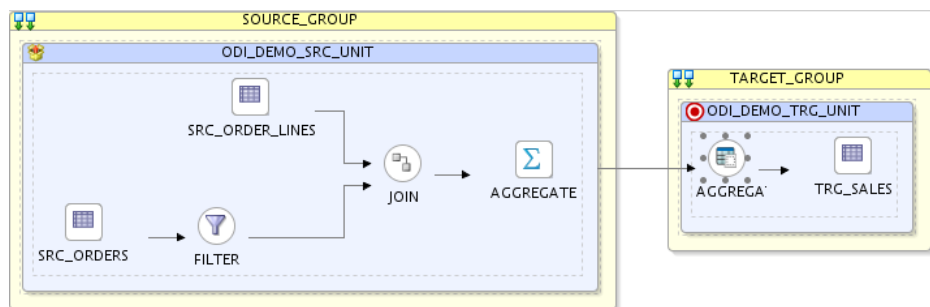 SOURCE_GROUP
ODI_DEMO_SRC_UNIT
SRC_ORDER_LINES
JOIN
AGGREGATE
SRC_ORDERS
FILTER
TARGET_GROUP
ODI_DEMO_TRG_UNIT
AGGREGA
TRG_SALES